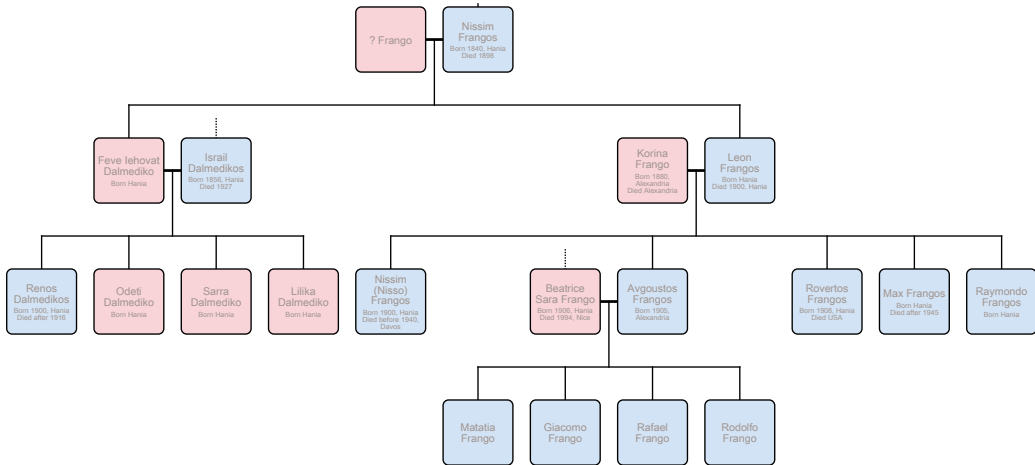 ? Frango
Nissim
Frangos
Born 1840, Hania
Died 1898
Feve Iehovat
Dalmediko
Born Hania
Israil
Dalmedikos
Born 1856, Hania
Died 1927
Korina
Frango
Born 1880,
Alexandria
Died Alexandria
Leon
Frangos
Born Hania
Died 1900, Hania
Renos
Dalmedikos
Born 1900, Hania
Died after 1916
Odeti
Dalmediko
Born Hania
Sarra
Dalmediko
Born Hania
Lilika
Dalmediko
Born Hania
Nissim
(Nisso)
Frangos
Born 1900, Hania
Died before 1940,
Davos
Beatrice
Sara Frango
Born 1906, Hania
Died 1994, Nice
Avgoustos
Frangos
Born 1905,
Alexandria
Rovertos
Frangos
Born 1908, Hania
Died USA
Max Frangos
Born Hania
Died after 1945
Raymondo
Frangos
Born Hania
Matatia
Frango
Giacomo
Frango
Rafael
Frango
Rodolfo
Frango